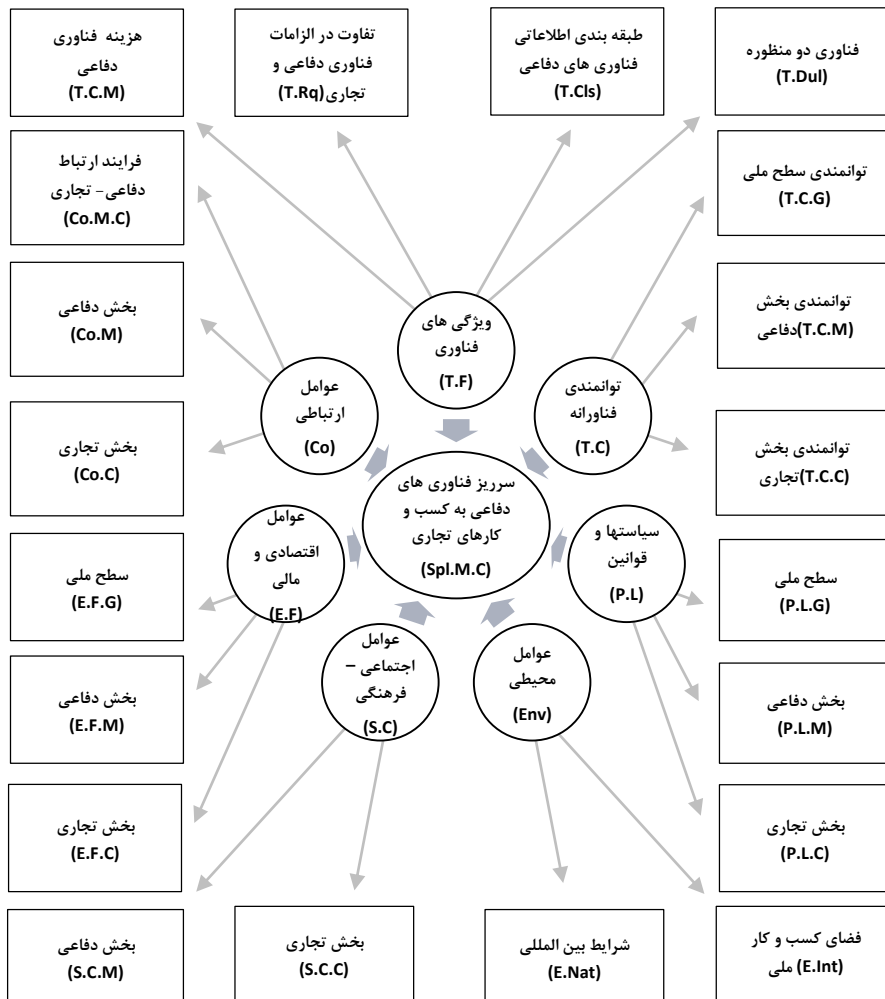 فناوری دو منظوره
(T.Dul)
طبقه بندی اطلاعاتی
فناوری های دفاعی
(T.Cls)
تفاوت در الزامات
فناوری دفاعی و
تجاری(T.Rq)
هزینه فناوری
دفاعی
(T.C.M)
توانمندی سطح ملی
(T.C.G)
فرایند ارتباط
دفاعی- تجاری
(Co.M.C)
توانمندی بخش
دفاعی(T.C.M)
ویژگی های
فناوری
(T.F)
بخش دفاعی
(Co.M)
توانمندی
فناورانه
(T.C)
عوامل
ارتباطی
(Co)
توانمندی بخش
تجاری(T.C.C)
بخش تجاری
(Co.C)
سرریز فناوری های
دفاعی به کسب و
کارهای تجاری
(Spl.M.C)
سیاستها و
قوانین
(P.L)
عوامل
اقتصادی و
مالی
(E.F)
سطح ملی
(P.L.G)
سطح ملی
(E.F.G)
عوامل
محیطی
(Env)
عوامل
اجتماعی –
فرهنگی
(S.C)
بخش دفاعی
(P.L.M)
بخش دفاعی
(E.F.M)
بخش تجاری
(P.L.C)
بخش تجاری
(E.F.C)
فضای کسب و کار
ملی (E.Int)
شرایط بین المللی
(E.Nat)
بخش تجاری
(S.C.C)
بخش دفاعی
(S.C.M)